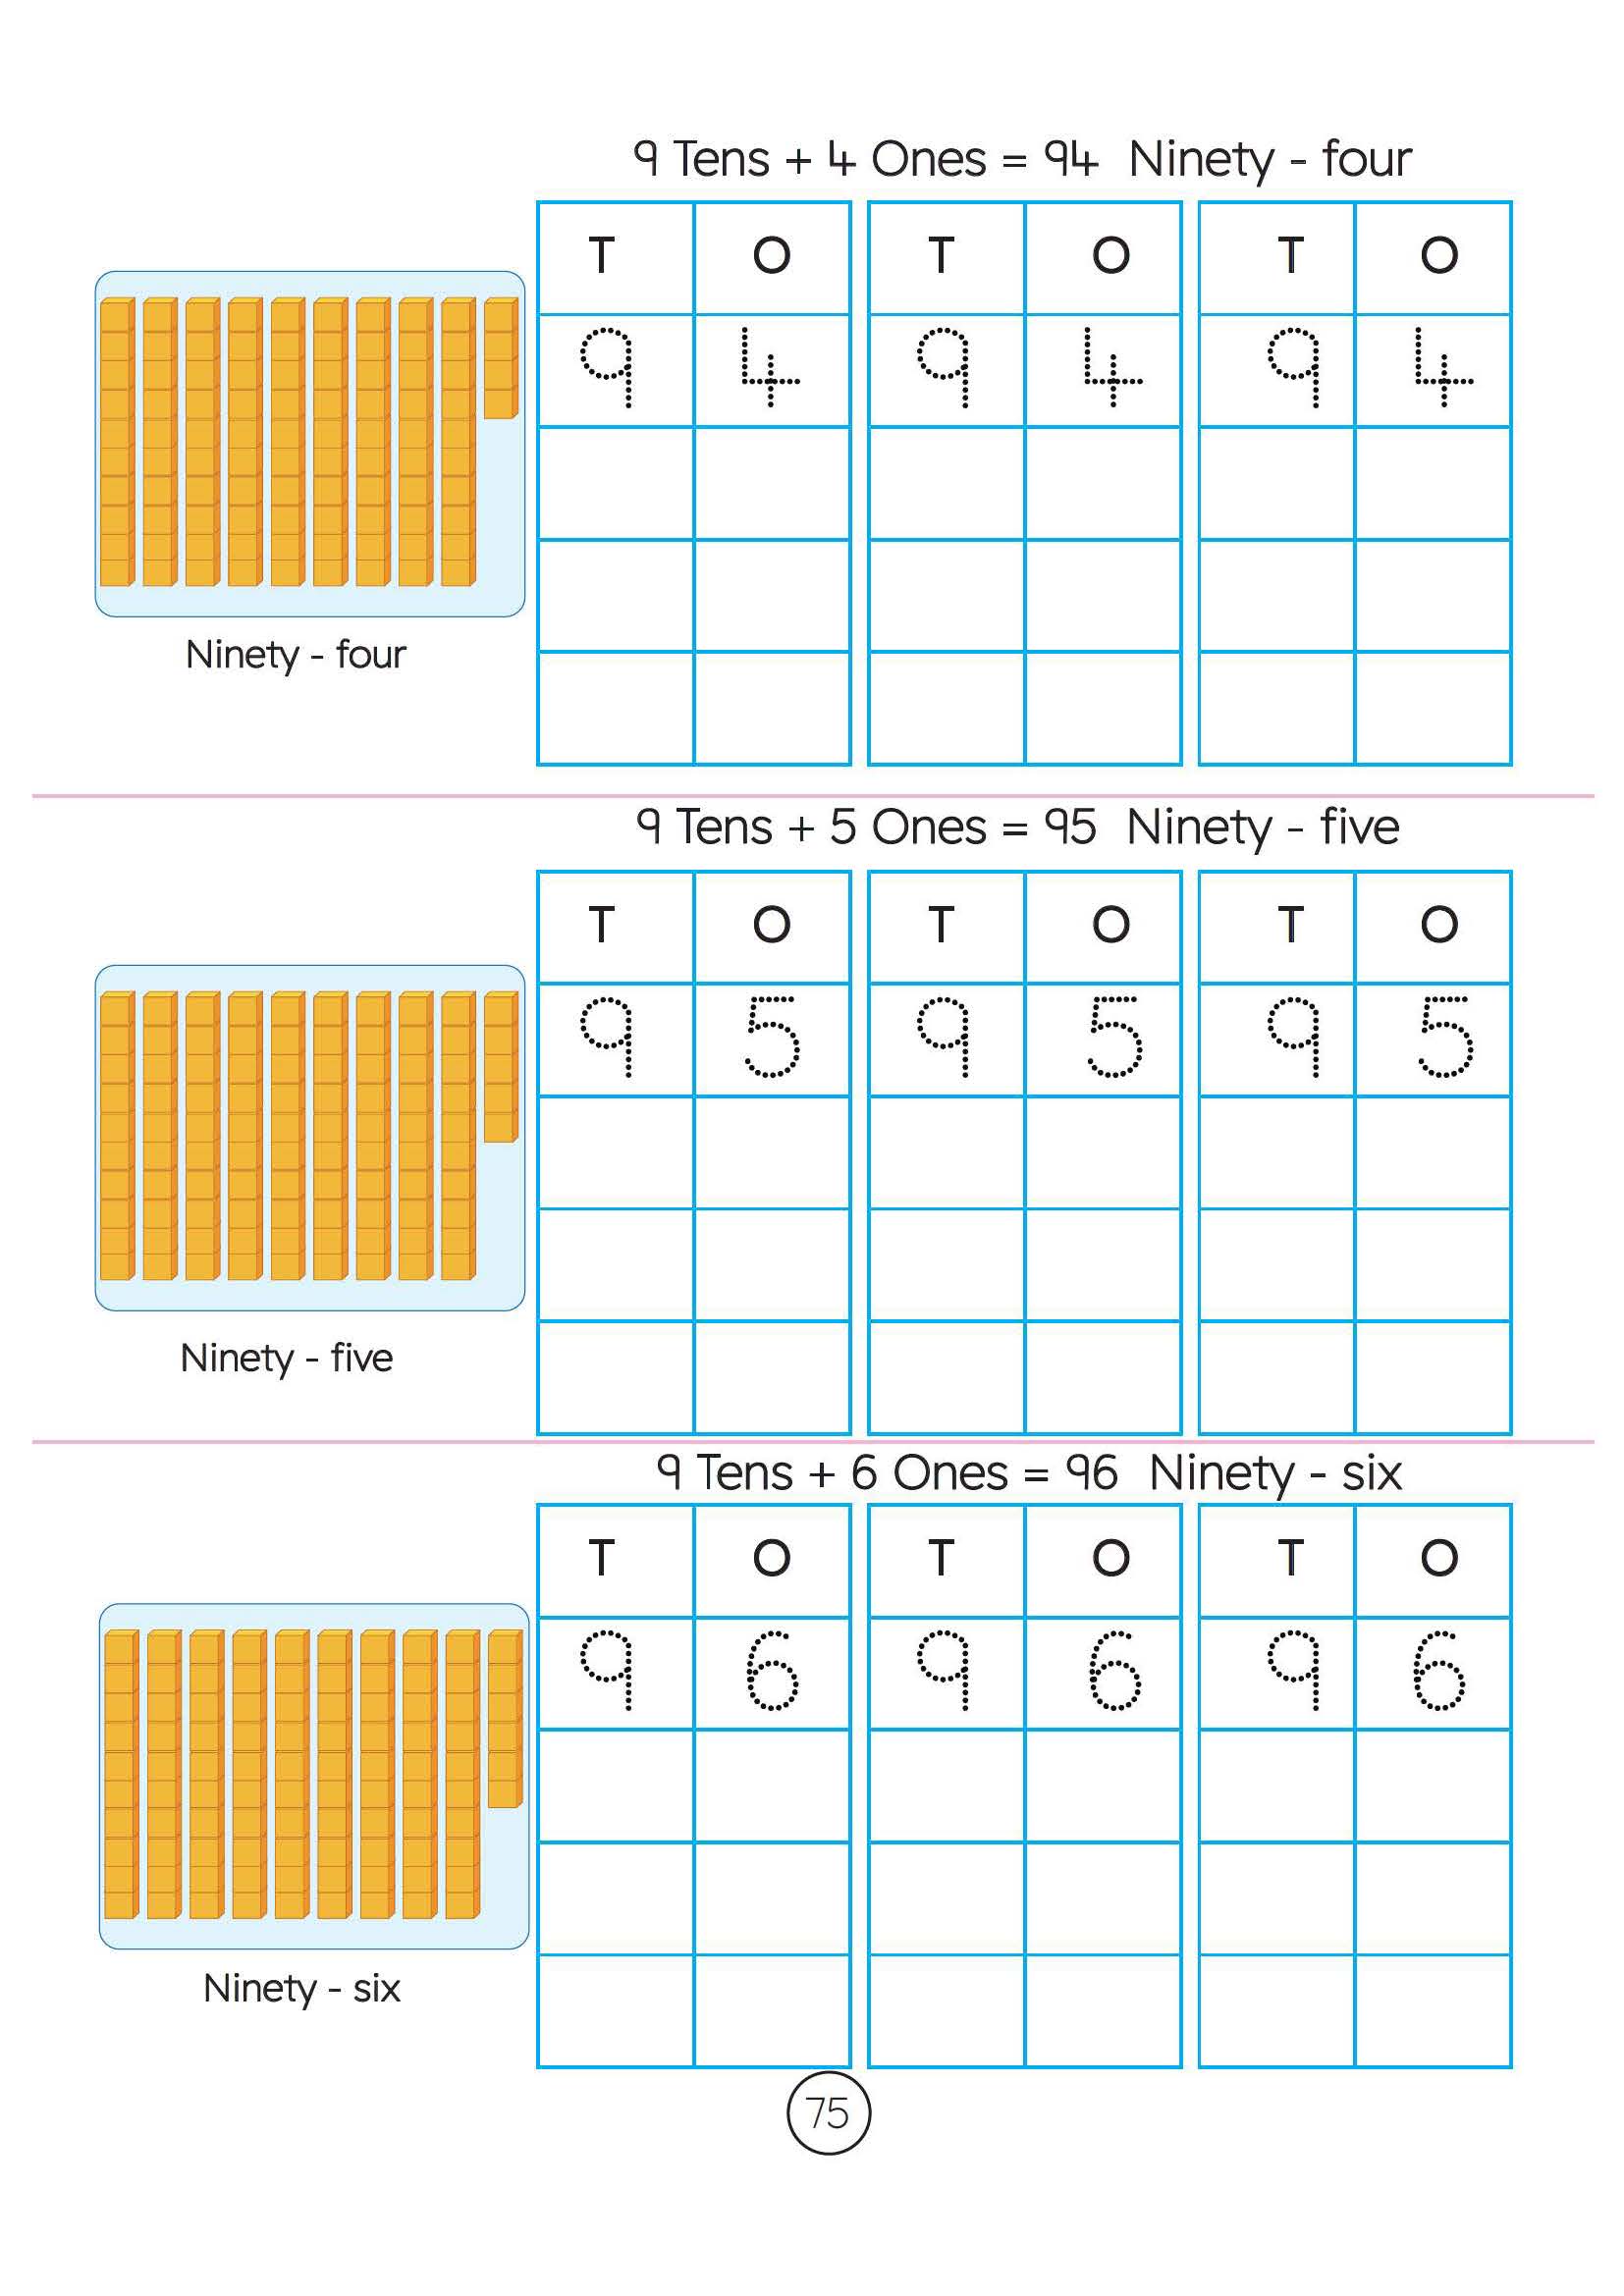 9 Tens + 4 Ones = 94 Ninety - four
T O T O T O
9 4 9 4 9 4
Ninety - four
9 Tens + 5 Ones = 95 Ninety - five
T O T O T O
9 5 9 5 9 5
Ninety - five
9 Tens + 6 Ones = 96 Ninety - six
T O T O T O
9 6 9 6 9 6
Ninety - six
75